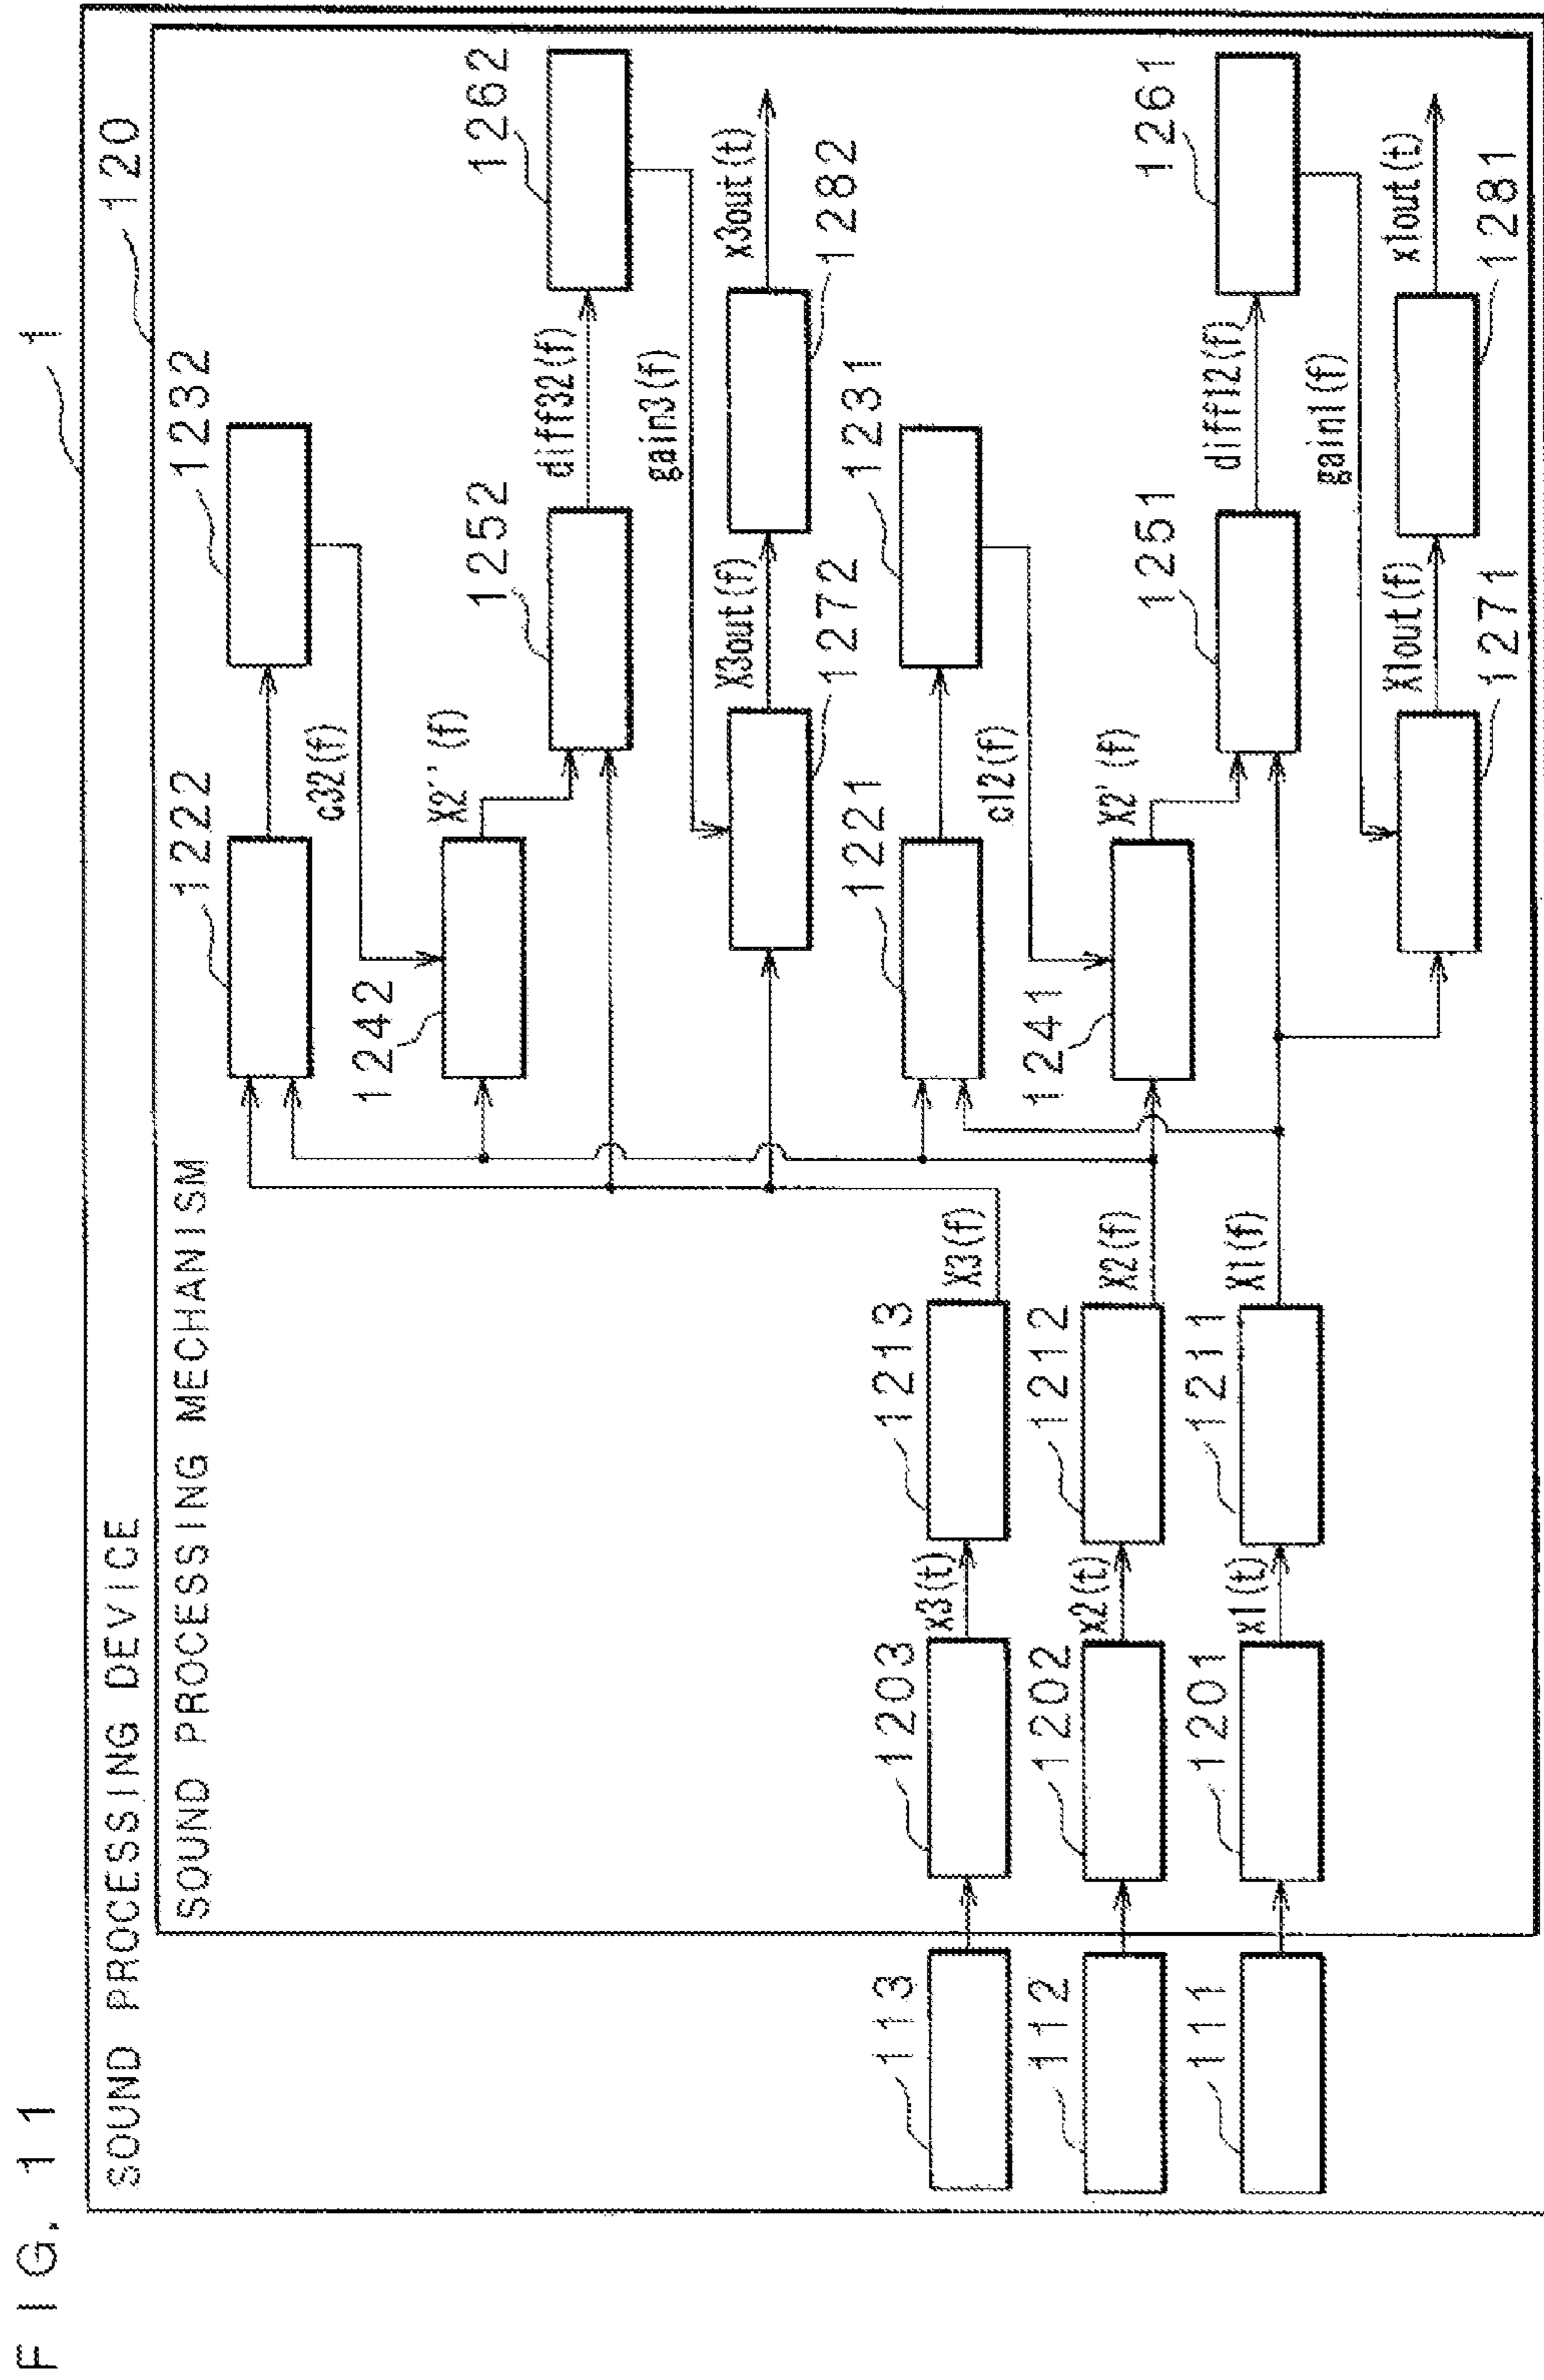 FIG. 11
1
SOUND PROCESSING DEVICE
120
SOUND PROCESSING MECHANISM
1222
1232
c32(f)
1242
X2''(f)
1252
diff32(f)
1262
gain3(f)
X3out(f)
x3out(t)
1272
1282
113
1203
x3(t)
1213
X3(f)
1221
1231
c12(f)
112
1202
x2(t)
1212
X2(f)
1241
X2'(f)
1251
diff12(f)
1261
111
1201
x1(t)
1211
X1(f)
gain1(f)
X1out(f)
x1out(t)
1271
1281